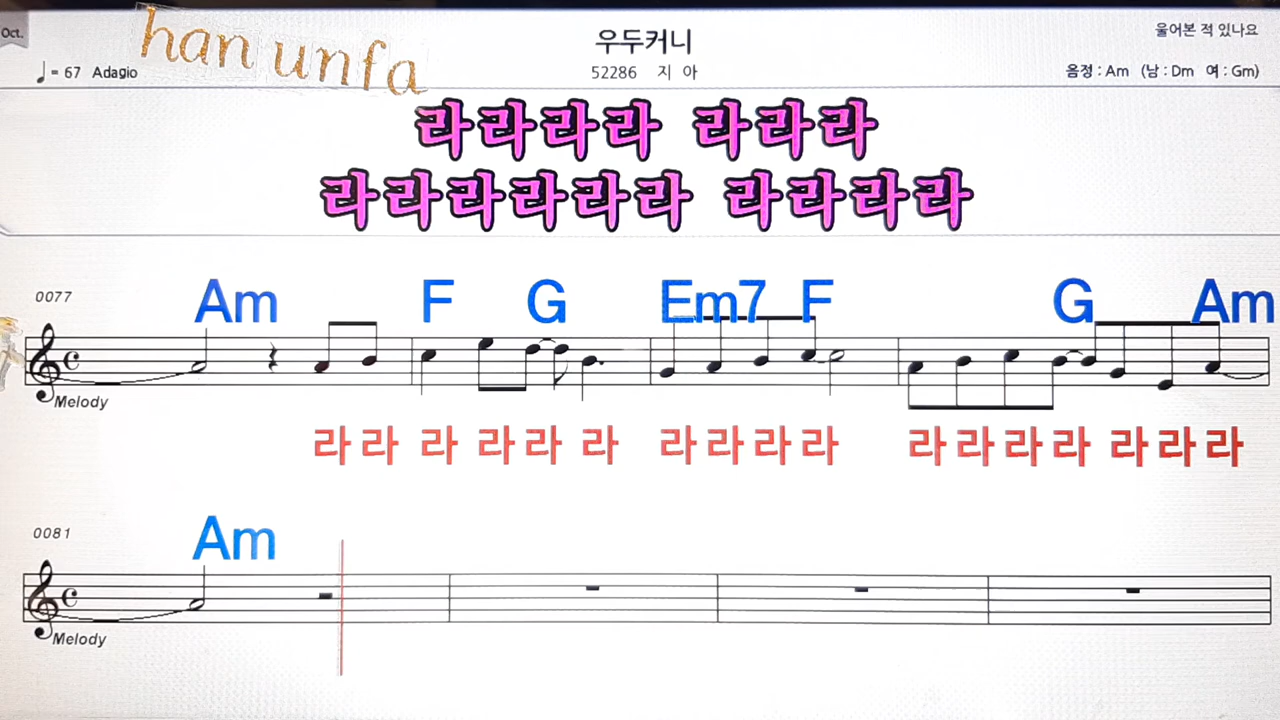 Oct.
han unfa
우두커니
울어본 적 있나요
♩= 67 Adagio
52286 지 아
음정 : Am (남 : Dm 여 : Gm)
라라라라 라라라
라라라라라라 라라라라
0077
Am F G Em7 F G Am
Melody
라 라 라 라 라 라 라 라 라 라 라 라 라 라 라 라 라
0081
Am
Melody